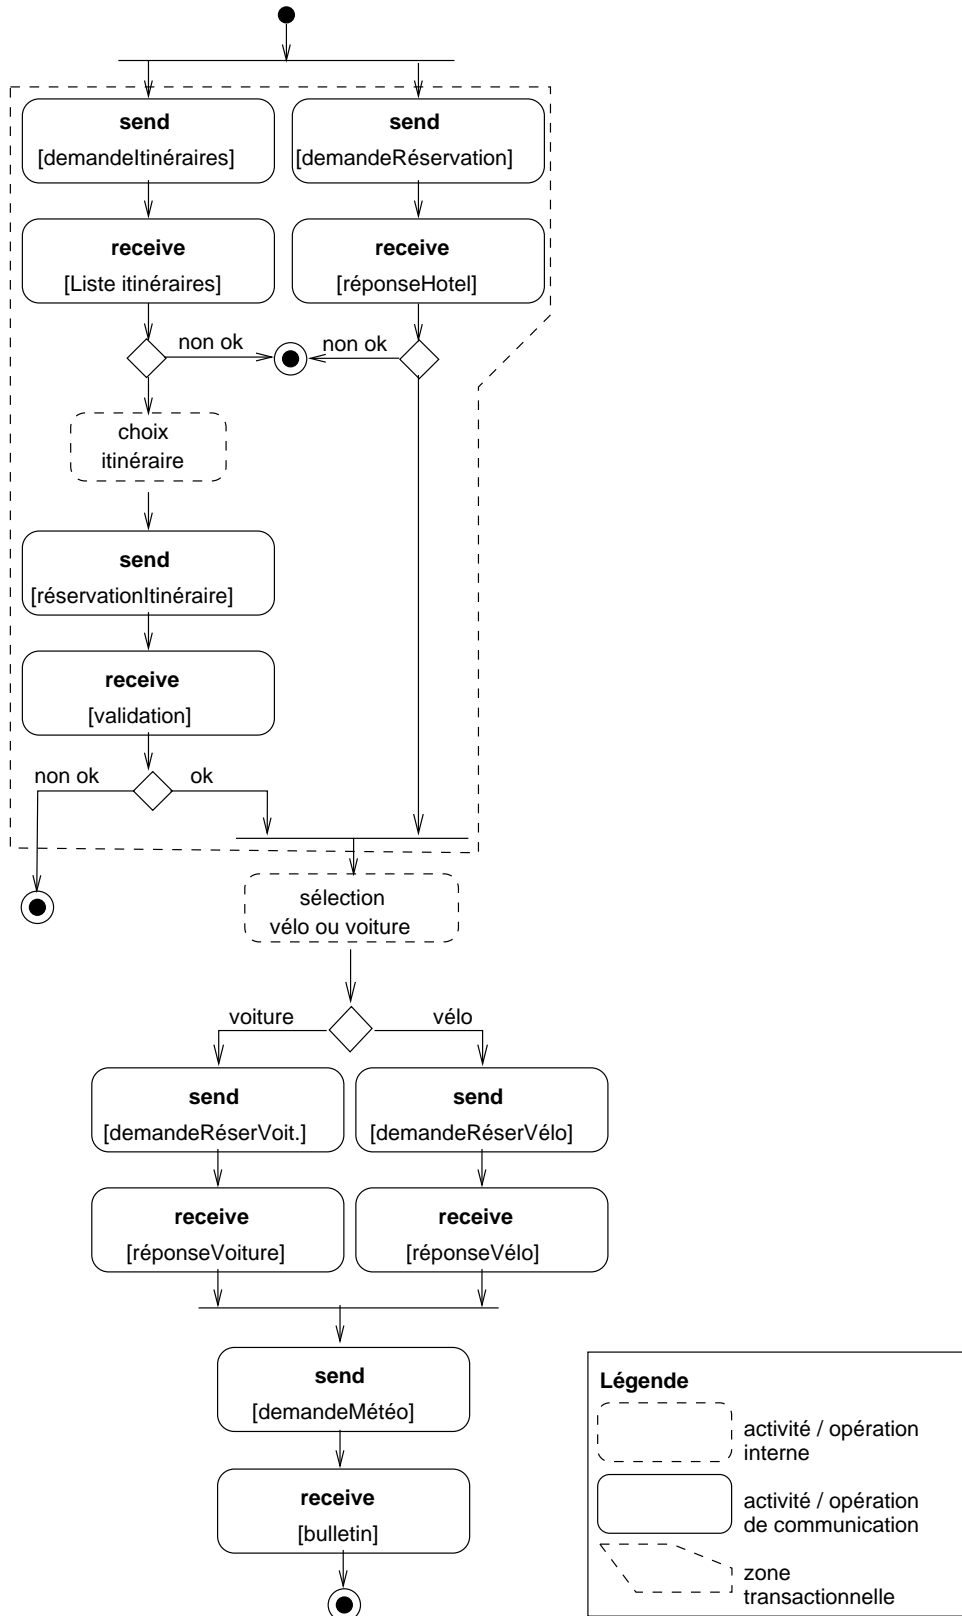 send
[demandeItinéraires]
send
[demandeRéservation]
receive
[Liste itinéraires]
receive
[réponseHotel]
non ok
non ok
choix
itinéraire
send
[réservationItinéraire]
receive
[validation]
non ok
ok
sélection
vélo ou voiture
voiture
vélo
send
[demandeRéserVoit.]
send
[demandeRéserVélo]
receive
[réponseVoiture]
receive
[réponseVélo]
send
[demandeMétéo]
receive
[bulletin]
Légende
activité / opération
interne
activité / opération
de communication
zone
transactionnelle